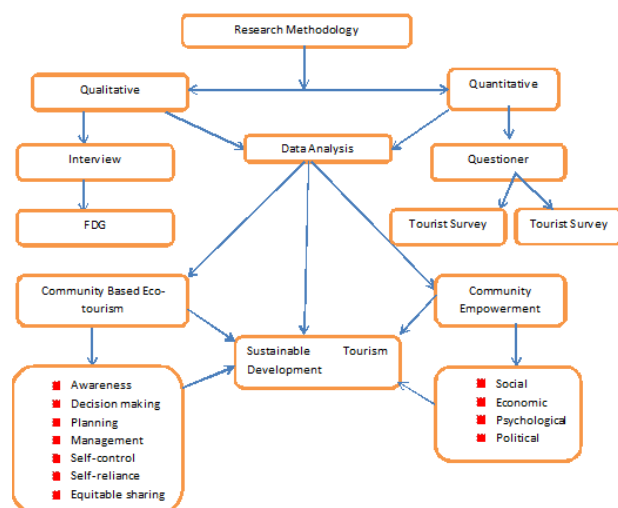 Research Methodology
Qualitative
Quantitative
Data Analysis
Interview
Questioner
FDG
Tourist Survey
Tourist Survey
Community Based Eco-
tourism
Community
Empowerment
Sustainable Tourism
Development
Awareness
Decision making
Planning
Management
Self-control
Self-reliance
Equitable sharing
Social
Economic
Psychological
Political